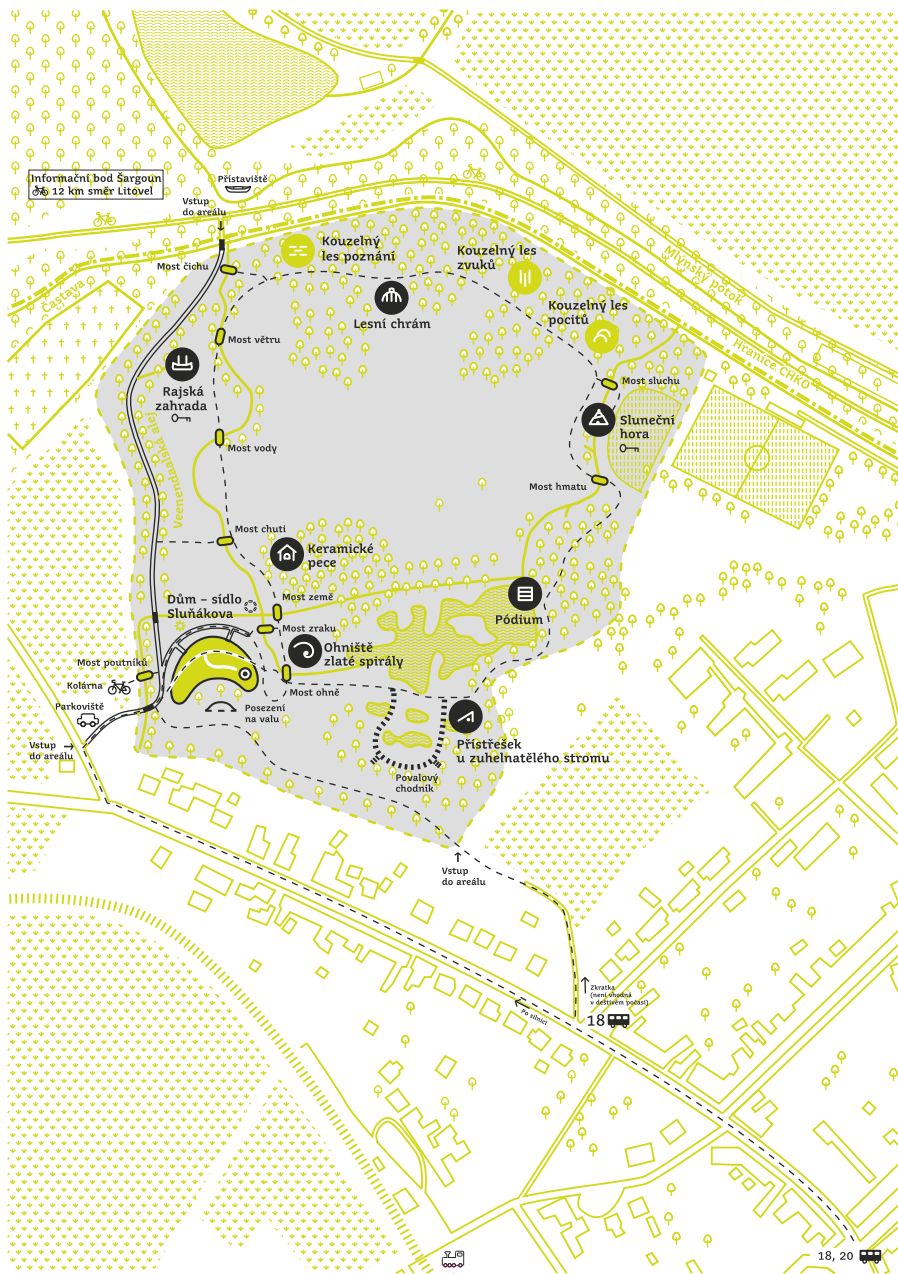 Informační bod Šargoun
12 km směr Litovel
Přístaviště
Vstup
do areálu
Most čichu
Kouzelný
les poznání
Kouzelný les
zvuků
Kouzelný les
pocitů
Lesní chrám
Mlýnský potok
Hranice CHKO
Částava
Most větru
Rajská
zahrada
Most sluchu
Sluneční
hora
Veenendaalská alej
Most vody
Most hmatu
Most chuti
Keramické
pece
Dům – sídlo
Sluňákova
Most země
Pódium
Most zraku
Ohniště
zlaté spirály
Most poutníků
Kolárna
Most ohně
Parkoviště
Posezení
na valu
Přístřešek
u zuhelnatělého stromu
Vstup
do areálu
Povalový
chodník
Vstup
do areálu
Zkratka
(není vhodná
v deštivém počasí)
Po silnici
18
18, 20